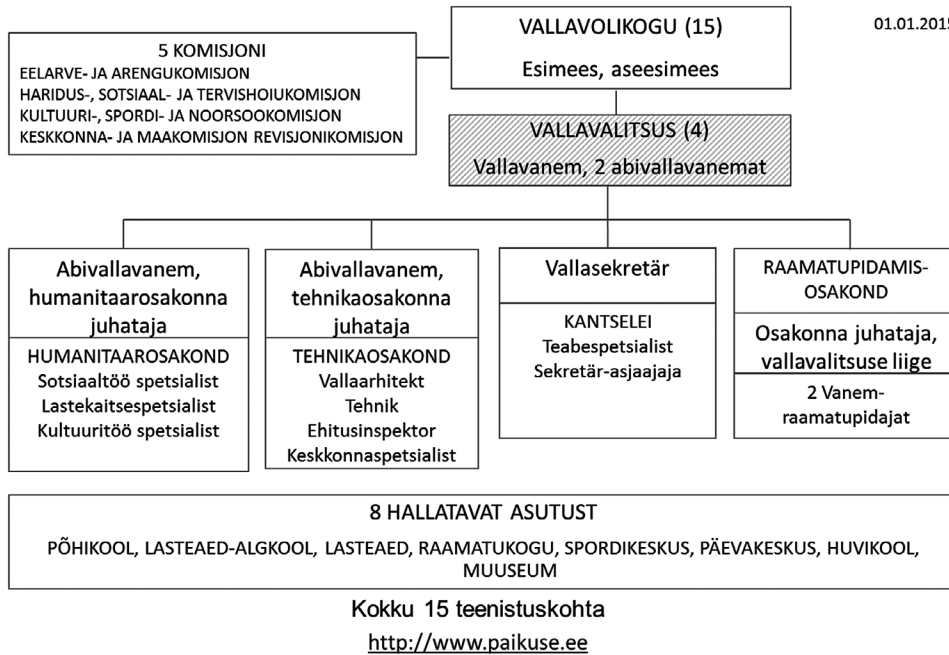 VALLAVOLIKOGU (15)
Esimees, aseesimees
01.01.2015
5 KOMISJONI
EELARVE- JA ARENGUKOMISJON
HARIDUS-, SOTSIAAL- JA TERVISHOIUKOMISJON
KULTUURI-, SPORDI- JA NOORSOOKOMISJON
KESKKONNA- JA MAAKOMISJON REVISJONIKOMISJON
VALLAVALITSUS (4)
Vallavanem, 2 abivallavanemat
Abivallavanem,
humanitaarosakonna
juhataja
HUMANITAAROSAKOND
Sotsiaaltöö spetsialist
Lastekaitsespetsialist
Kultuuritöö spetsialist
Abivallavanem,
tehnikaosakonna
juhataja
TEHNIKAOSAKOND
Vallaarhitekt
Tehnik
Ehitusinspektor
Keskkonnaspetsialist
Vallasekretär
KANTSELEI
Teabespetsialist
Sekretär-asjaajaja
RAAMATUPIDAMIS-
OSAKOND
Osakonna juhataja,
vallavalitsuse liige
2 Vanem-
raamatupidajat
8 HALLATAVAT ASUTUST
PÕHIKOOL, LASTEAED-ALGKOOL, LASTEAED, RAAMATUKOGU, SPORDIKESKUS, PÄEVAKESKUS, HUVIKOOL,
MUUSEUM
Kokku 15 teenistuskohta
http://www.paikuse.ee